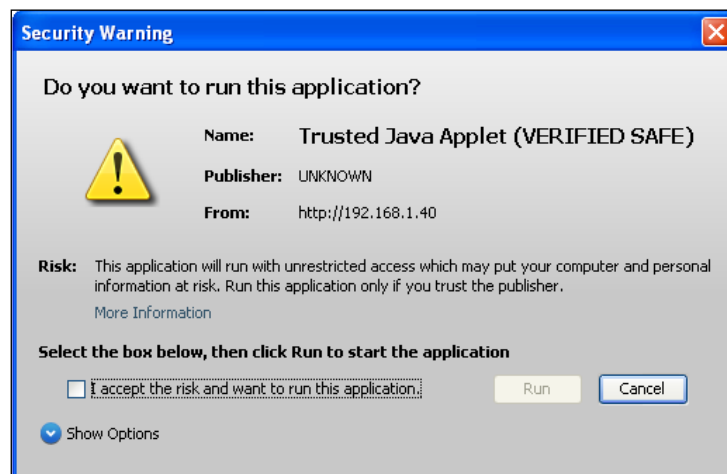 Security Warning
Do you want to run this application?
Name: Trusted Java Applet (VERIFIED SAFE)
Publisher: UNKNOWN
From: http://192.168.1.40
Risk: This application will run with unrestricted access which may put your computer and personal
information at risk. Run this application only if you trust the publisher.
More Information
Select the box below, then click Run to start the application
I accept the risk and want to run this application.
Run
Cancel
Show Options